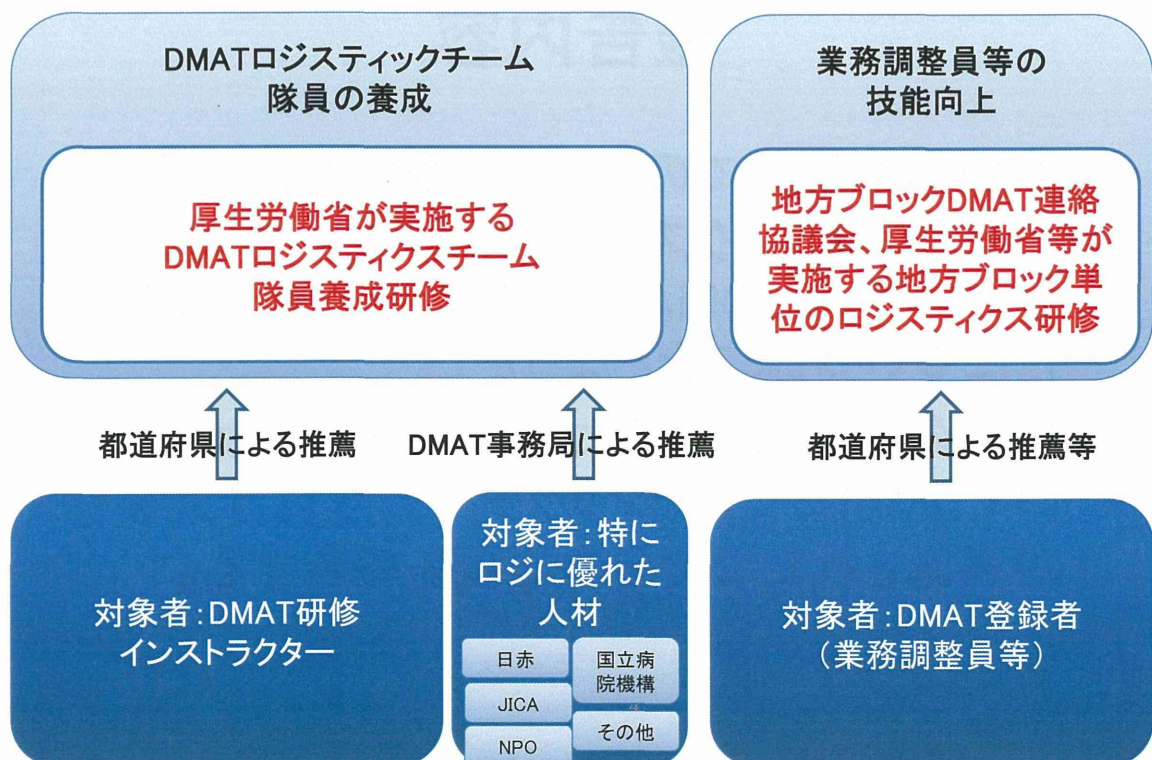 DMATロジスティックチーム
隊員の養成
厚生労働省が実施する
DMATロジスティクスチーム
隊員養成研修
業務調整員等の
技能向上
地方ブロックDMAT連絡
協議会、厚生労働省等が
実施する地方ブロック単
位のロジスティクス研修
都道府県による推薦
DMAT事務局による推薦
都道府県による推薦等
対象者:DMAT研修
インストラクター
対象者:特に
ロジに優れた
人材
日赤
国立病
院機構
JICA
その他
NPO
対象者:DMAT登録者
(業務調整員等)